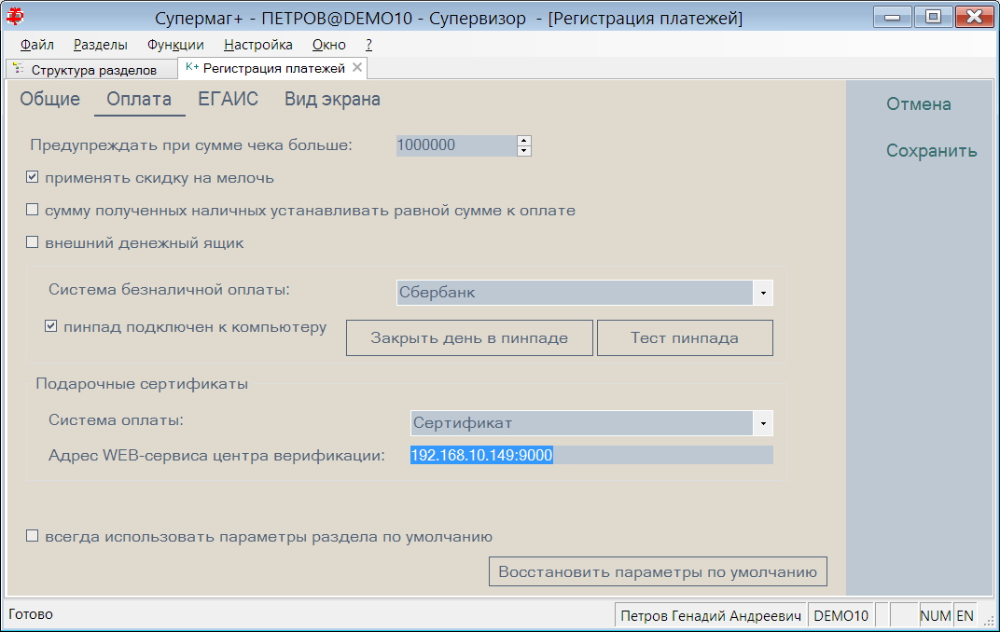 Супермаг+ - ПЕТРОВ@DEMO10 - Супервизор - [Регистрация платежей]
Файл Разделы Функции Настройка Окно ?
Структура разделов K+ Регистрация платежей
Общие Оплата ЕГАИС Вид экрана
Отмена
Сохранить
Предупреждать при сумме чека больше: 1000000
применять скидку на мелочь
сумму полученных наличных устанавливать равной сумме к оплате
внешний денежный ящик
Система безналичной оплаты: Сбербанк
пинпад подключен к компьютеру Закрыть день в пинпаде Тест пинпада
Подарочные сертификаты
Система оплаты: Сертификат
Адрес WEB-сервиса центра верификации: 192.168.10.149:9000
всегда использовать параметры раздела по умолчанию
Восстановить параметры по умолчанию
Готово Петров Генадий Андреевич DEMO10 NUM EN